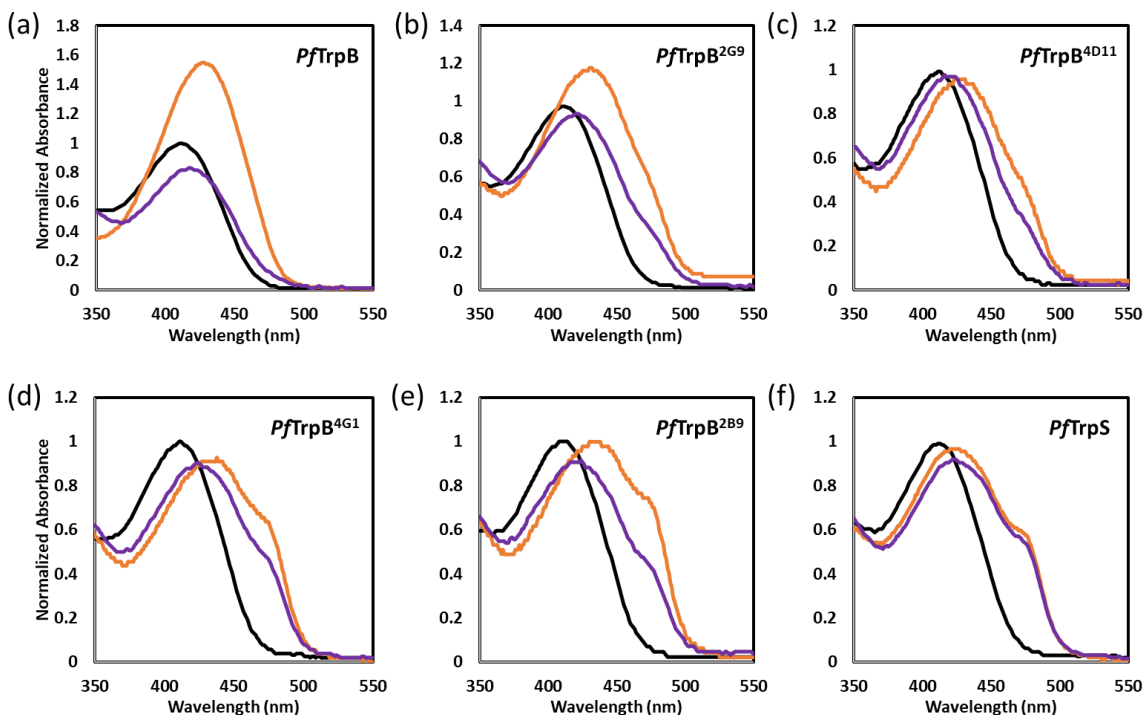 (a)
PfTrpB
Normalized Absorbance
1.8
1.6
1.4
1.2
1
0.8
0.6
0.4
0.2
0
350 400 450 500 550
Wavelength (nm)
(b)
PfTrpB2G9
1.4
1.2
1
0.8
0.6
0.4
0.2
0
350 400 450 500 550
Wavelength (nm)
(c)
PfTrpB4D11
1.2
1
0.8
0.6
0.4
0.2
0
350 400 450 500 550
Wavelength (nm)
(d)
PfTrpB4G1
Normalized Absorbance
1.2
1
0.8
0.6
0.4
0.2
0
350 400 450 500 550
Wavelength (nm)
(e)
PfTrpB2B9
1.2
1
0.8
0.6
0.4
0.2
0
350 400 450 500 550
Wavelength (nm)
(f)
PfTrpS
1.2
1
0.8
0.6
0.4
0.2
0
350 400 450 500 550
Wavelength (nm)